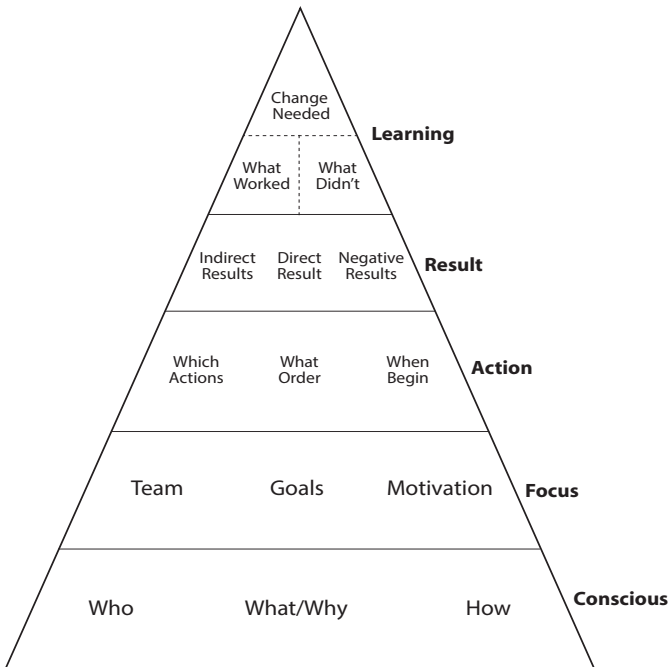 Change
Needed
Learning
What
Worked
What
Didn’t
Indirect
Results
Direct
Result
Negative
Results
Result
Which
Actions
What
Order
When
Begin
Action
Team
Goals
Motivation
Focus
Who
What/Why
How
Conscious